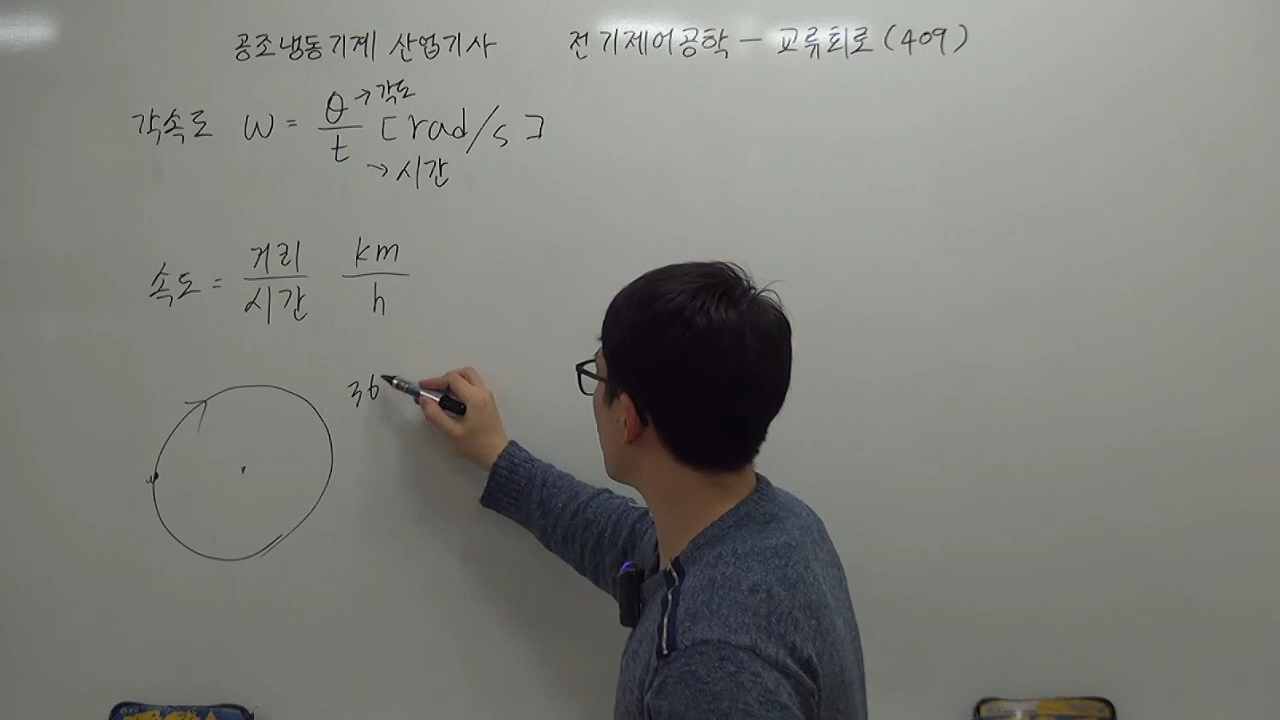 공조냉동기계 산업기사 전기제어공학 - 교류회로(409)
각속도 ω = θ/t [rad/s]
→각도
→시간
속도 = 거리/시간 km/h
36